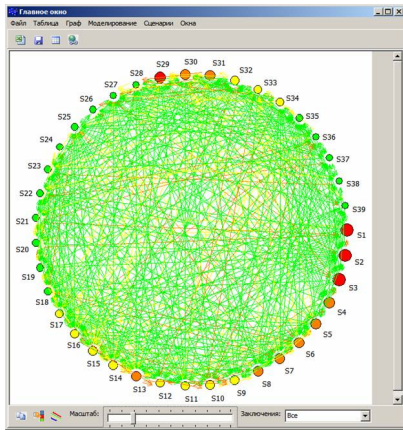 Главное окно
Файл Таблица Граф Моделирование Сценарии Окна
S29 S30 S31
S28 S32
S27 S33
S26 S34
S25 S35
S24 S36
S23 S37
S22 S38
S21 S39
S20 S1
S19 S2
S18 S3
S17 S4
S16 S5
S15 S6
S14 S7
S13 S8
S12 S11 S10 S9
Масштаб: Заключения: Все